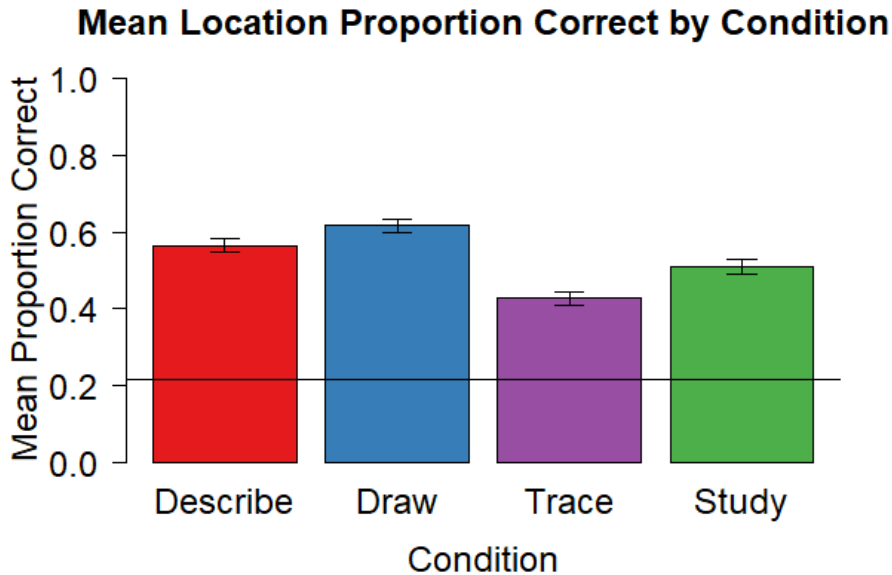 Mean Location Proportion Correct by Condition
Mean Proportion Correct
1.0
0.8
0.6
0.4
0.2
0.0
Describe Draw Trace Study
Condition